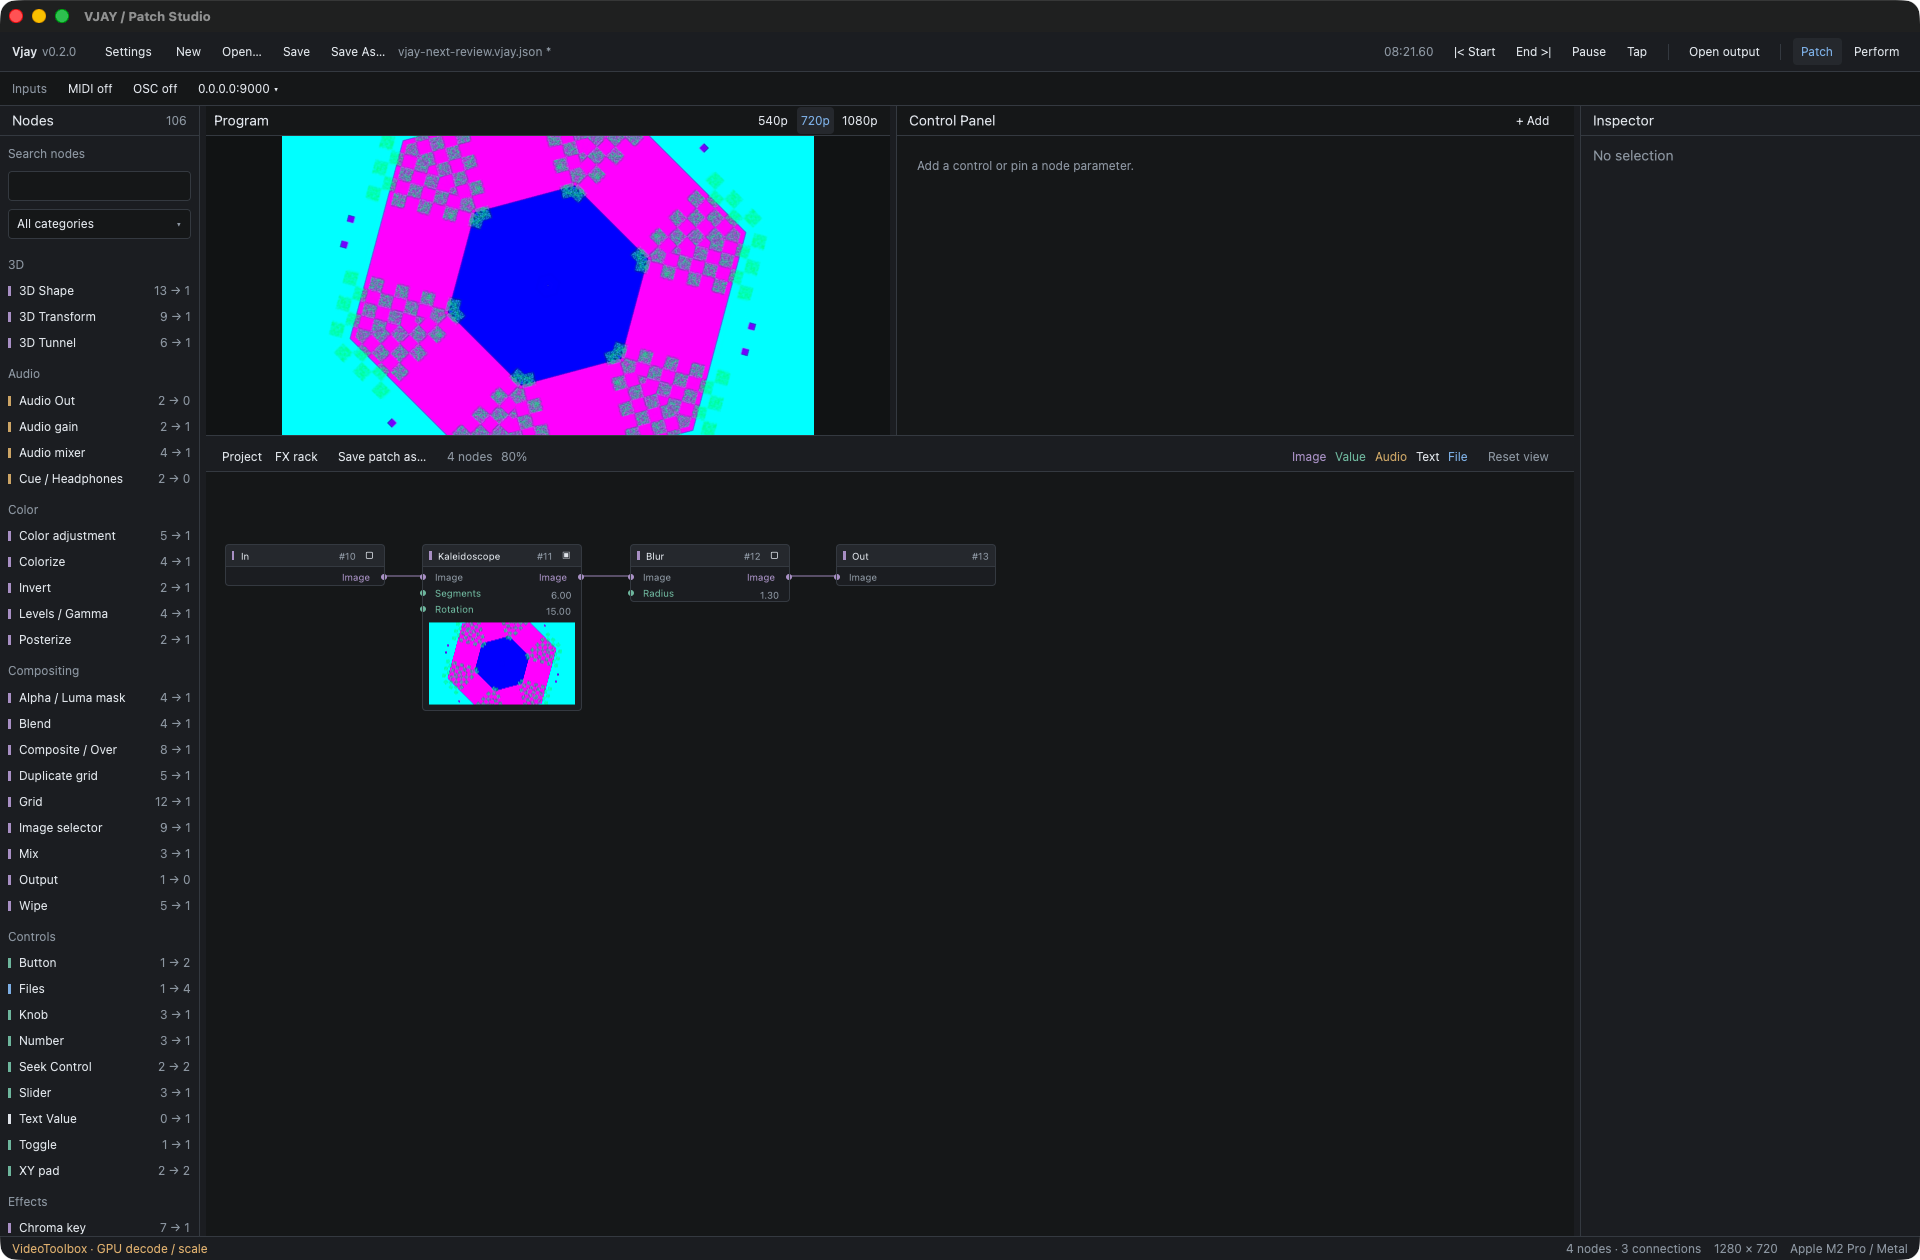 VJAY / Patch Studio
Vjay v0.2.0 Settings New Open... Save Save As... vjay-next-review.vjay.json * 08:21.60 |< Start End >| Pause Tap Open output Patch Perform
Inputs MIDI off OSC off 0.0.0.0:9000
Nodes 106
Search nodes
All categories
3D
3D Shape 13 → 1
3D Transform 9 → 1
3D Tunnel 6 → 1
Audio
Audio Out 2 → 0
Audio gain 2 → 1
Audio mixer 4 → 1
Cue / Headphones 2 → 0
Color
Color adjustment 5 → 1
Colorize 4 → 1
Invert 2 → 1
Levels / Gamma 4 → 1
Posterize 2 → 1
Compositing
Alpha / Luma mask 4 → 1
Blend 4 → 1
Composite / Over 8 → 1
Duplicate grid 5 → 1
Grid 12 → 1
Image selector 9 → 1
Mix 3 → 1
Output 1 → 0
Wipe 5 → 1
Controls
Button 1 → 2
Files 1 → 4
Knob 3 → 1
Number 3 → 1
Seek Control 2 → 2
Slider 3 → 1
Text Value 0 → 1
Toggle 1 → 1
XY pad 2 → 2
Effects
Chroma key 7 → 1
Program 540p 720p 1080p
Control Panel + Add
Add a control or pin a node parameter.
Inspector
No selection
Project FX rack Save patch as... 4 nodes 80% Image Value Audio Text File Reset view
In #10
Image
Kaleidoscope #11
Image Image
Segments 6.00
Rotation 15.00
Blur #12
Image Image
Radius 1.30
Out #13
Image
VideoToolbox · GPU decode / scale 4 nodes · 3 connections 1280 × 720 Apple M2 Pro / Metal